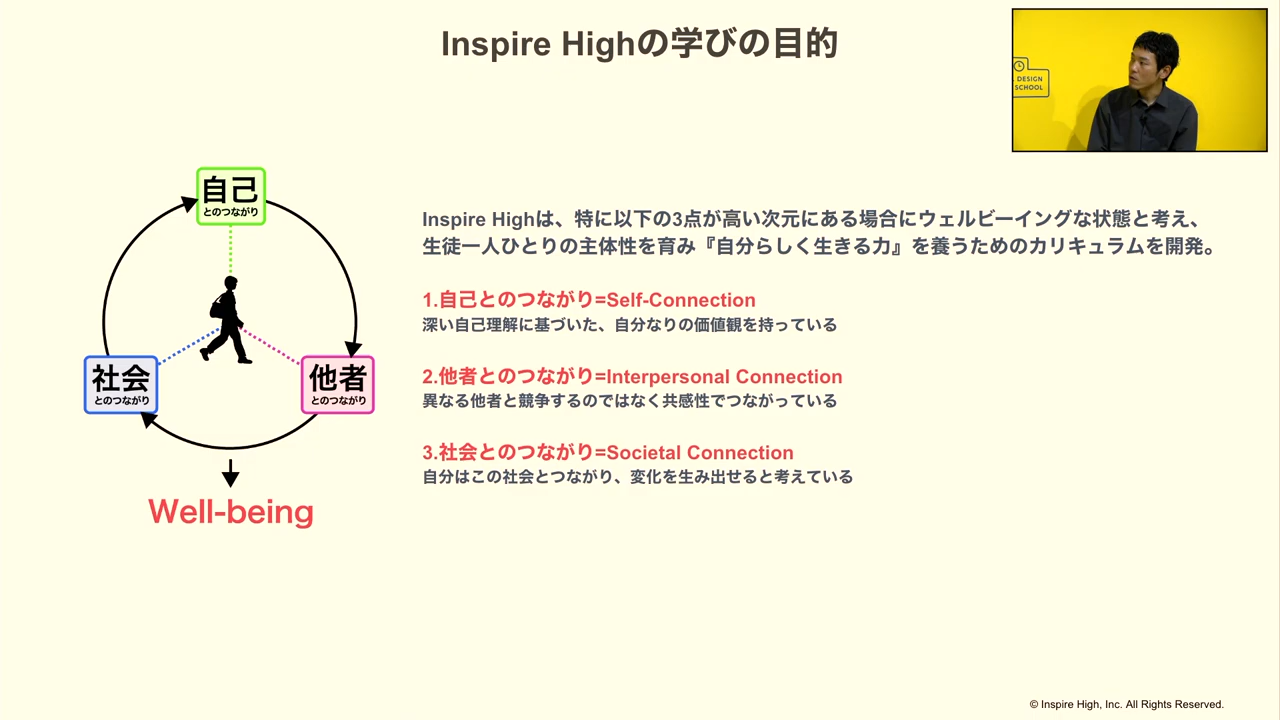 Inspire Highの学びの目的
DESIGN
SCHOOL
自己
とのつながり
社会
とのつながり
他者
とのつながり
Well-being
Inspire Highは、特に以下の3点が高い次元にある場合にウェルビーイングな状態と考え、
生徒一人ひとりの主体性を育み『自分らしく生きる力』を養うためのカリキュラムを開発。
1.自己とのつながり=Self-Connection
深い自己理解に基づいた、自分なりの価値観を持っている
2.他者とのつながり=Interpersonal Connection
異なる他者と競争するのではなく共感性でつながっている
3.社会とのつながり=Societal Connection
自分はこの社会とつながり、変化を生み出せると考えている
© Inspire High, Inc. All Rights Reserved.